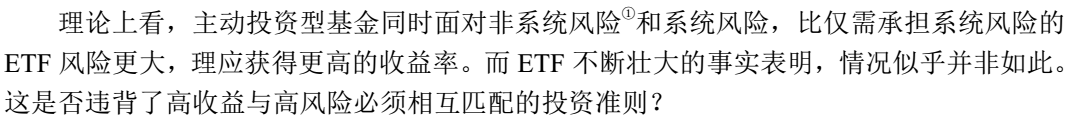 理论上看，主动投资型基金同时面对非系统风险①和系统风险，比仅需承担系统风险的
ETF 风险更大，理应获得更高的收益率。而 ETF 不断壮大的事实表明，情况似乎并非如此。
这是否违背了高收益与高风险必须相互匹配的投资准则？